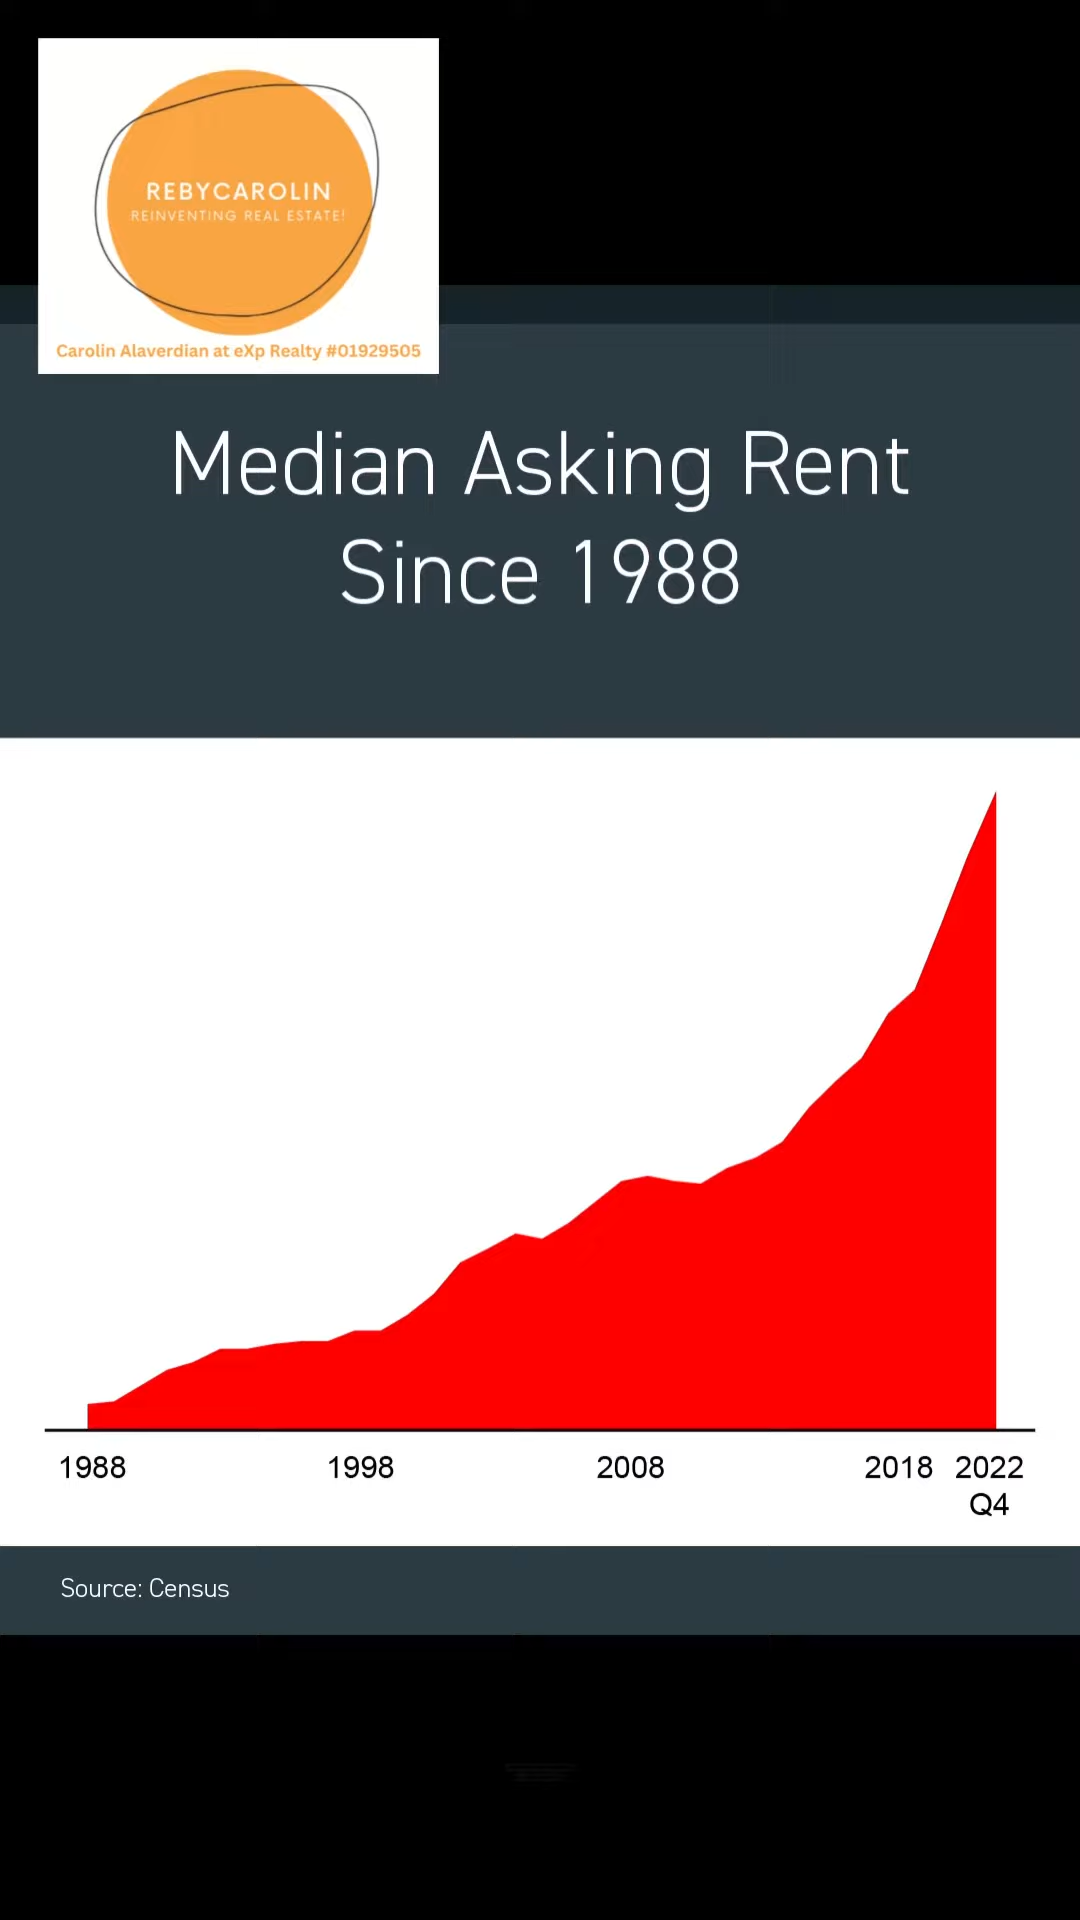 REBYCAROLIN
REINVENTING REAL ESTATE!
Carolin Alaverdian at eXp Realty #01929505
Median Asking Rent
Since 1988
1988 1998 2008 2018 2022
Q4
Source: Census